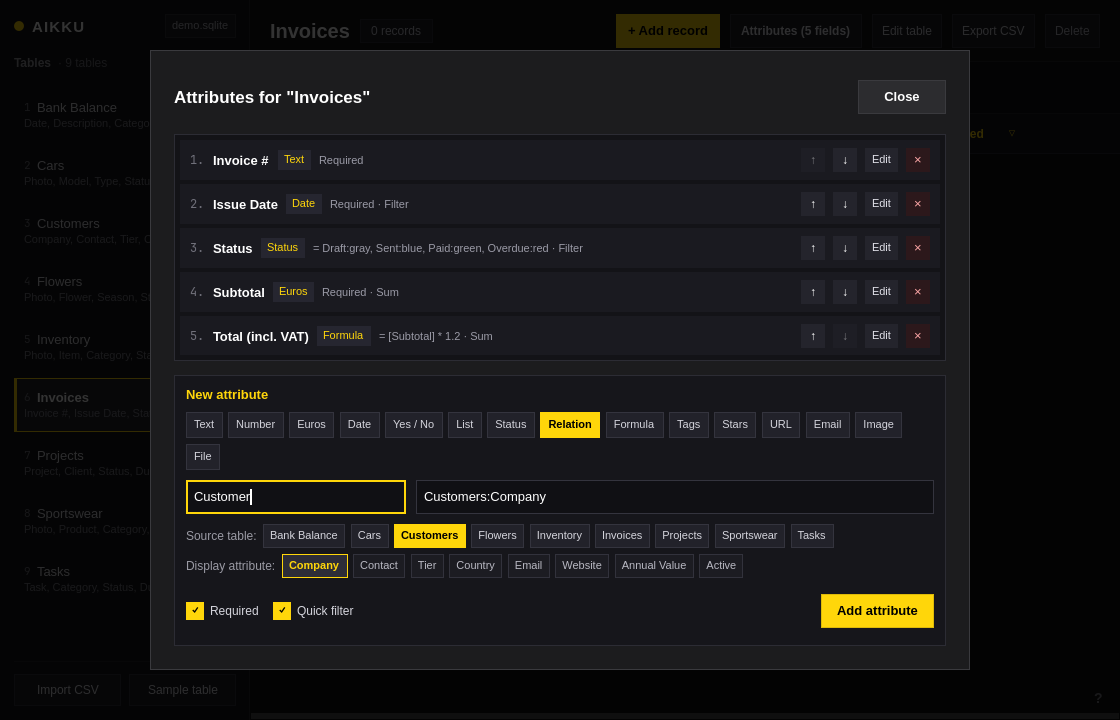 AIKKU
demo.sqlite
Invoices
0 records
+ Add record
Attributes (5 fields)
Edit table
Export CSV
Delete
Tables · 9 tables
1 Bank Balance
Date, Description, Catego
2 Cars
Photo, Model, Type, Statu
3 Customers
Company, Contact, Tier, C
4 Flowers
Photo, Flower, Season, St
5 Inventory
Photo, Item, Category, Sta
6 Invoices
Invoice #, Issue Date, Sta
7 Projects
Project, Client, Status, Du
8 Sportswear
Photo, Product, Category
9 Tasks
Task, Category, Status, D
Import CSV
Sample table
ed
?
Attributes for "Invoices"
Close
1. Invoice # Text Required ↑ ↓ Edit ×
2. Issue Date Date Required · Filter ↑ ↓ Edit ×
3. Status Status = Draft:gray, Sent:blue, Paid:green, Overdue:red · Filter ↑ ↓ Edit ×
4. Subtotal Euros Required · Sum ↑ ↓ Edit ×
5. Total (incl. VAT) Formula = [Subtotal] * 1.2 · Sum ↑ ↓ Edit ×
New attribute
Text Number Euros Date Yes / No List Status Relation Formula Tags Stars URL Email Image
File
Customer
Customers:Company
Source table: Bank Balance Cars Customers Flowers Inventory Invoices Projects Sportswear Tasks
Display attribute: Company Contact Tier Country Email Website Annual Value Active
Required
Quick filter
Add attribute